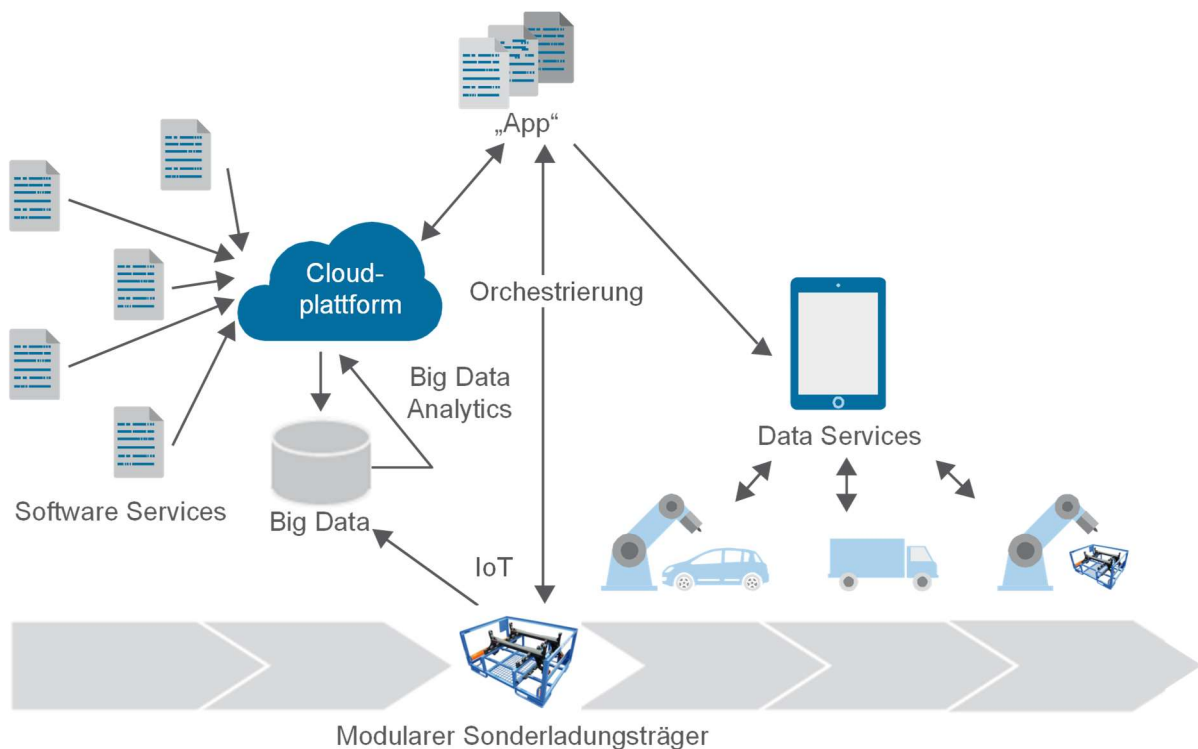 „App“
Cloud-
plattform
Orchestrierung
Big Data
Analytics
Data Services
Software Services
Big Data
IoT
Modularer Sonderladungsträger